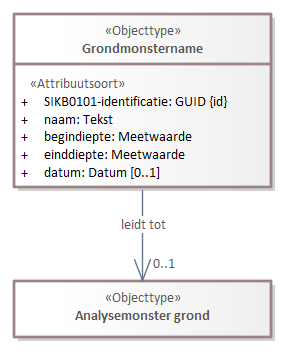 «Objecttype»
Grondmonstername
«Attribuutsoort»
+ SIKB0101-identificatie: GUID {id}
+ naam: Tekst
+ begindiepte: Meetwaarde
+ einddiepte: Meetwaarde
+ datum: Datum [0..1]
leidt tot
0..1
«Objecttype»
Analysemonster grond